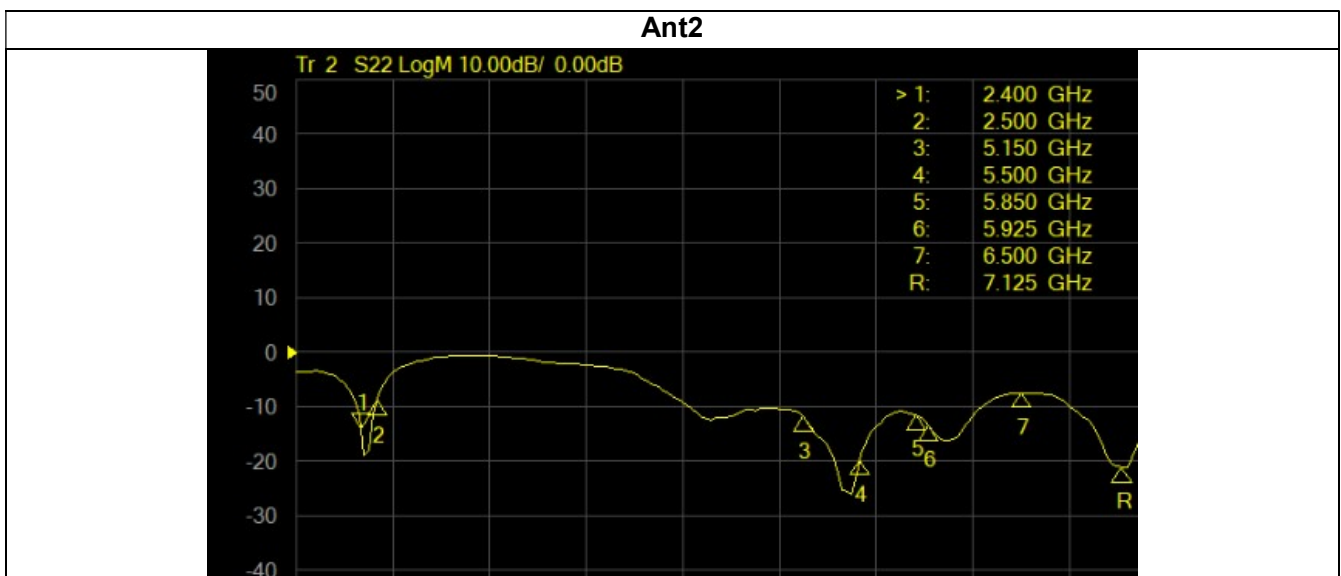 Ant2
Tr 2 S22 LogM 10.00dB/ 0.00dB
50
40
30
20
10
0
-10
-20
-30
-40
> 1: 2.400 GHz
2: 2.500 GHz
3: 5.150 GHz
4: 5.500 GHz
5: 5.850 GHz
6: 5.925 GHz
7: 6.500 GHz
R: 7.125 GHz
1
2
3
4
5
6
7
R